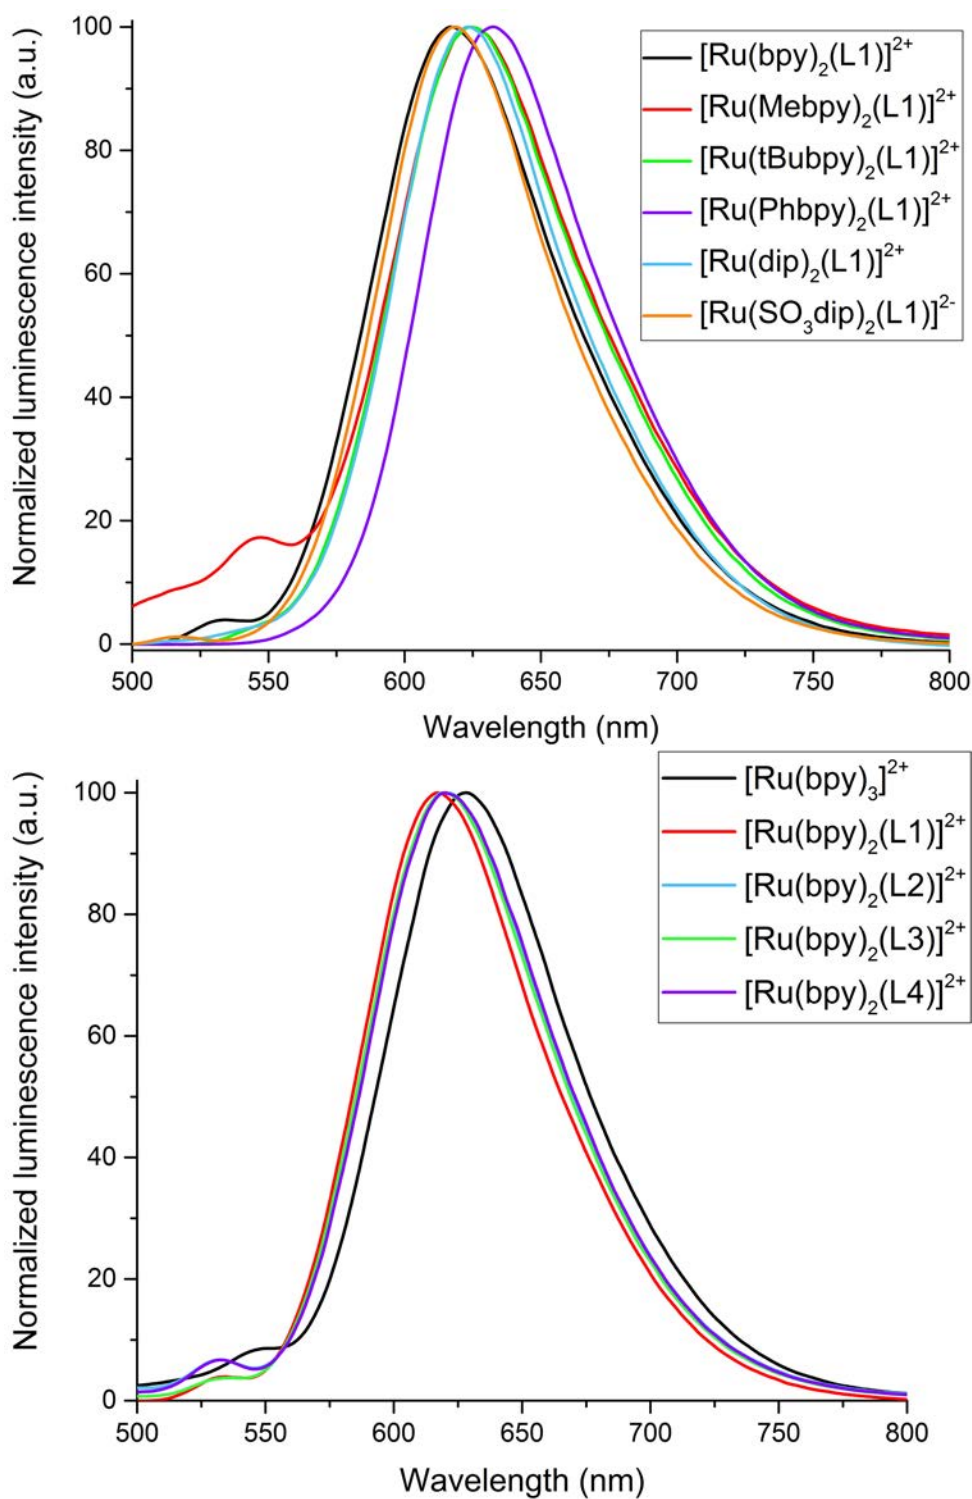 Normalized luminescence intensity (a.u.)
100
80
60
40
20
0
[Ru(bpy)₂(L1)]²⁺
[Ru(Mebpy)₂(L1)]²⁺
[Ru(tBubpy)₂(L1)]²⁺
[Ru(Phbpy)₂(L1)]²⁺
[Ru(dip)₂(L1)]²⁺
[Ru(SO₃dip)₂(L1)]²⁻
500 550 600 650 700 750 800
Wavelength (nm)
Normalized luminescence intensity (a.u.)
100
80
60
40
20
0
[Ru(bpy)₃]²⁺
[Ru(bpy)₂(L1)]²⁺
[Ru(bpy)₂(L2)]²⁺
[Ru(bpy)₂(L3)]²⁺
[Ru(bpy)₂(L4)]²⁺
500 550 600 650 700 750 800
Wavelength (nm)